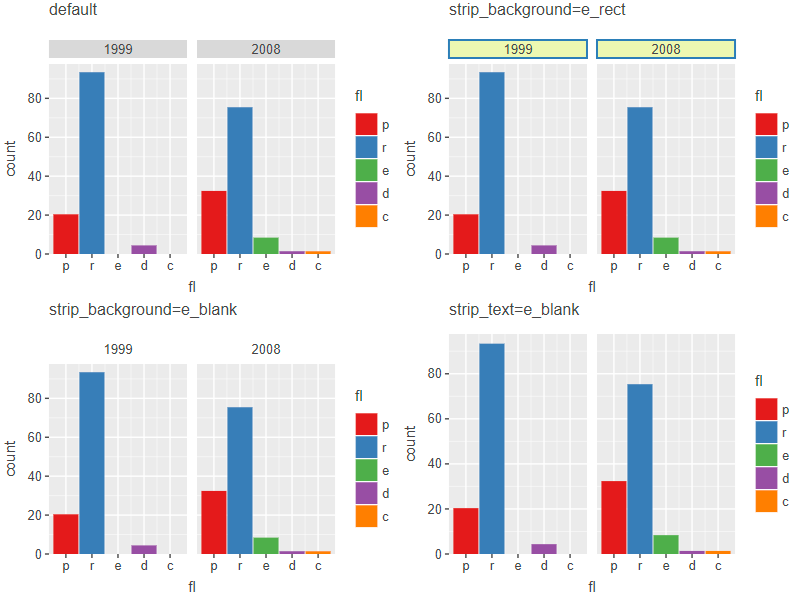 default
1999 2008
fl
count
80
60
40
20
0
p
r
e
d
c
p r e d c p r e d c
fl
strip_background=e_rect
1999 2008
fl
count
80
60
40
20
0
p
r
e
d
c
p r e d c p r e d c
fl
strip_background=e_blank
1999 2008
fl
count
80
60
40
20
0
p
r
e
d
c
p r e d c p r e d c
fl
strip_text=e_blank
fl
count
80
60
40
20
0
p
r
e
d
c
p r e d c p r e d c
fl